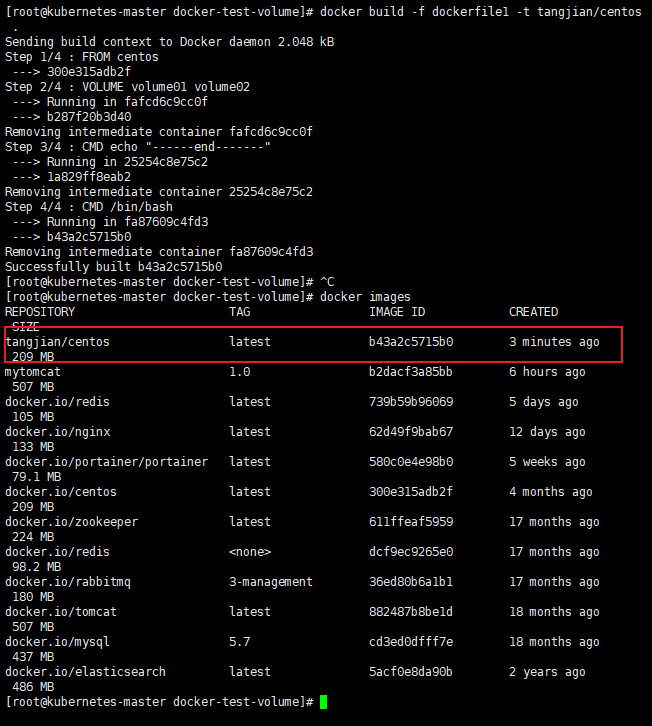 [root@kubernetes-master docker-test-volume]# docker build -f dockerfile1 -t tangjian/centos
 .
Sending build context to Docker daemon 2.048 kB
Step 1/4 : FROM centos
 ---> 300e315adb2f
Step 2/4 : VOLUME volume01 volume02
 ---> Running in fafcd6c9cc0f
 ---> b287f20b3d40
Removing intermediate container fafcd6c9cc0f
Step 3/4 : CMD echo "------end-------"
 ---> Running in 25254c8e75c2
 ---> 1a829ff8eab2
Removing intermediate container 25254c8e75c2
Step 4/4 : CMD /bin/bash
 ---> Running in fa87609c4fd3
 ---> b43a2c5715b0
Removing intermediate container fa87609c4fd3
Successfully built b43a2c5715b0
[root@kubernetes-master docker-test-volume]# ^C
[root@kubernetes-master docker-test-volume]# docker images
REPOSITORY TAG IMAGE ID CREATED
 SIZE
tangjian/centos latest b43a2c5715b0 3 minutes ago
 209 MB
mytomcat 1.0 b2dacf3a85bb 6 hours ago
 507 MB
docker.io/redis latest 739b59b96069 5 days ago
 105 MB
docker.io/nginx latest 62d49f9bab67 12 days ago
 133 MB
docker.io/portainer/portainer latest 580c0e4e98b0 5 weeks ago
 79.1 MB
docker.io/centos latest 300e315adb2f 4 months ago
 209 MB
docker.io/zookeeper latest 611ffeaf5959 17 months ago
 224 MB
docker.io/redis <none> dcf9ec9265e0 17 months ago
 98.2 MB
docker.io/rabbitmq 3-management 36ed80b6a1b1 17 months ago
 180 MB
docker.io/tomcat latest 882487b8be1d 18 months ago
 507 MB
docker.io/mysql 5.7 cd3ed0dfff7e 18 months ago
 437 MB
docker.io/elasticsearch latest 5acf0e8da90b 2 years ago
 486 MB
[root@kubernetes-master docker-test-volume]#